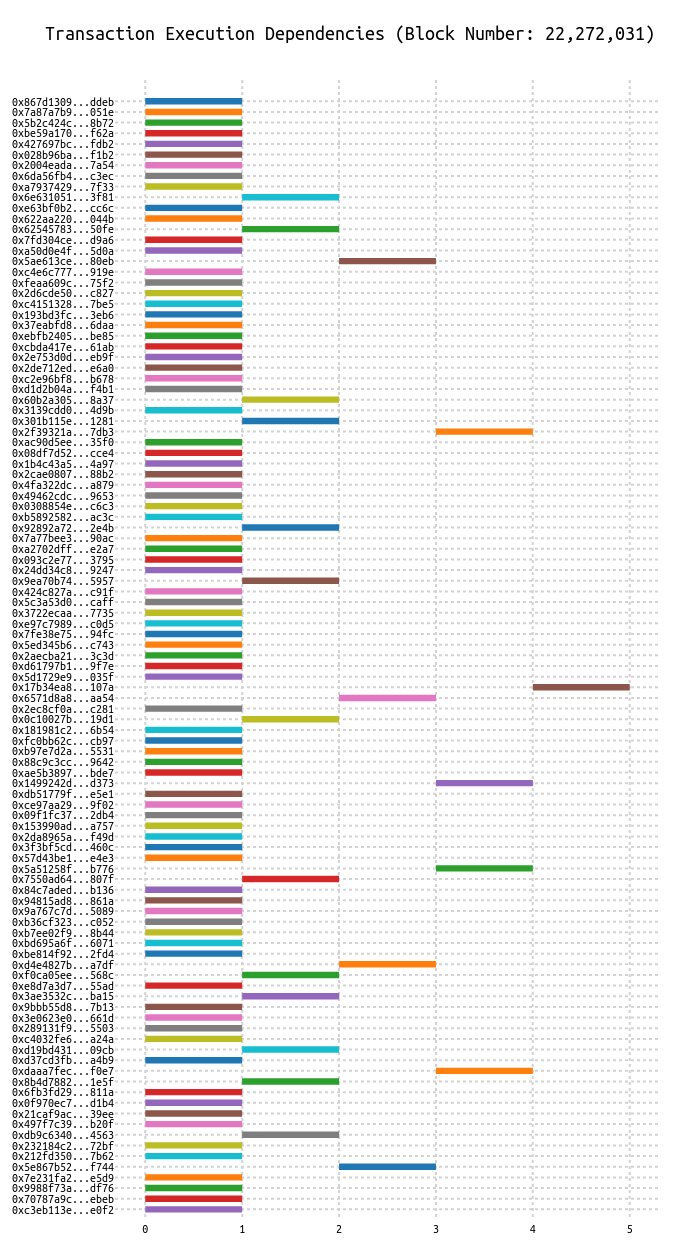 Transaction Execution Dependencies (Block Number: 22,272,031)
0x867d1309...ddeb
0x7a87a7b9...051e
0x5b2c424c...8b72
0xbe59a170...f62a
0x427697bc...fdb2
0x028b96ba...f1b2
0x2004eada...7a54
0x6da56fb4...c3ec
0xa7937429...7f33
0x6e631051...3f81
0xe63bf0b2...cc6c
0x622aa220...044b
0x62545783...50fe
0x7fd304ce...d9a6
0xa50d0e4f...5d0a
0x5ae613ce...80eb
0xc4e6c777...919e
0xfeaa609c...75f2
0x2d6cde50...c827
0xc4151328...7be5
0x193bd3fc...3eb6
0x37eabfd8...6daa
0xebfb2405...be85
0xcbda417e...61ab
0x2e753d0d...eb9f
0x2de712ed...e6a0
0xc2e96bf8...b678
0xd1d2b04a...f4b1
0x60b2a305...8a37
0x3139cdd0...4d9b
0x301b115e...1281
0x2f39321a...7db3
0xac90d5ee...35f0
0x08df7d52...cce4
0x1b4c43a5...4a97
0x2cae0807...88b2
0x4fa322dc...a879
0x49462cdc...9653
0x0308854e...c6c3
0xb5892582...ac3c
0x92892a72...2e4b
0x7a77bee3...90ac
0xa2702dff...e2a7
0x093c2e77...3795
0x24dd34c8...9247
0x9ea70b74...5957
0x424c827a...c91f
0x5c3a53d0...caff
0x3722ecaa...7735
0xe97c7989...c0d5
0x7fe38e75...94fc
0x5ed345b6...c743
0x2aecba21...3c3d
0xd61797b1...9f7e
0x5d1729e9...035f
0x17b34ea8...107a
0x6571d8a8...aa54
0x2ec8cf0a...c281
0x0c10027b...19d1
0x181981c2...6b54
0xfc0bb62c...cb97
0xb97e7d2a...5531
0x88c9c3cc...9642
0xae5b3897...bde7
0x1499242d...d373
0xdb51779f...e5e1
0xce97aa29...9f02
0x09f1fc37...2db4
0x153990ad...a757
0x2da8965a...f49d
0x3f3bf5cd...460c
0x57d43be1...e4e3
0x5a51258f...b776
0x7550ad64...807f
0x84c7aded...b136
0x94815ad8...861a
0x9a767c7d...5089
0xb36cf323...c052
0xb7ee02f9...8b44
0xbd695a6f...6071
0xbe814f92...2fd4
0xd4e4827b...a7df
0xf0ca05ee...568c
0xe8d7a3d7...55ad
0x3ae3532c...ba15
0x9bbb55d8...7b13
0x3e0623e0...661d
0x289131f9...5503
0xc4032fe6...a24a
0xd19bd431...09cb
0xd37cd3fb...a4b9
0xdaaa7fec...f0e7
0x8b4d7882...1e5f
0x6fb3fd29...811a
0x0f970ec7...d1b4
0x21caf9ac...39ee
0x497f7c39...b20f
0xdb9c6340...4563
0x232184c2...72bf
0x212fd350...7b62
0x5e867b52...f744
0x7e231fa2...e5d9
0x9988f73a...df76
0x70787a9c...ebeb
0xc3eb113e...e0f2
0 1 2 3 4 5